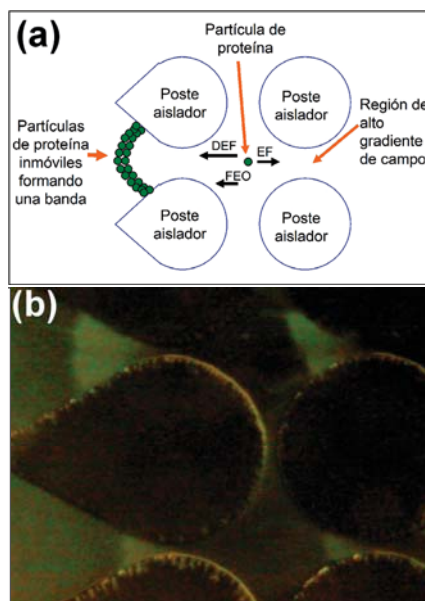 (a)
Partícula de
proteína
Poste
aislador
Poste
aislador
Partículas
de proteína
inmóviles
formando
una banda
DEF
EF
FEO
Región de
alto
gradiente
de campo
Poste
aislador
Poste
aislador
(b)